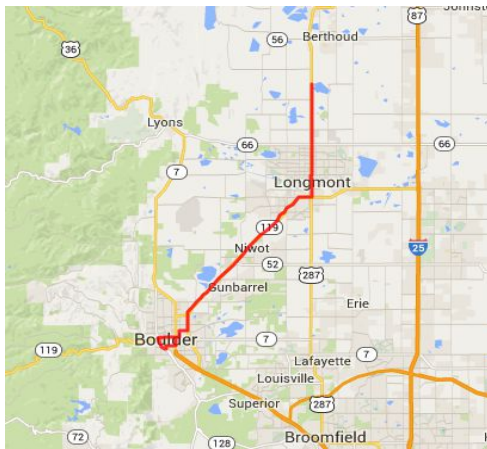 Johnst
87
56
Berthoud
36
Lyons
66
66
7
Longmont
119
25
Niwot
52
287
Gunbarrel
Erie
Boulder
7
119
Lafayette
7
Louisville
Superior
287
72
128
Broomfield